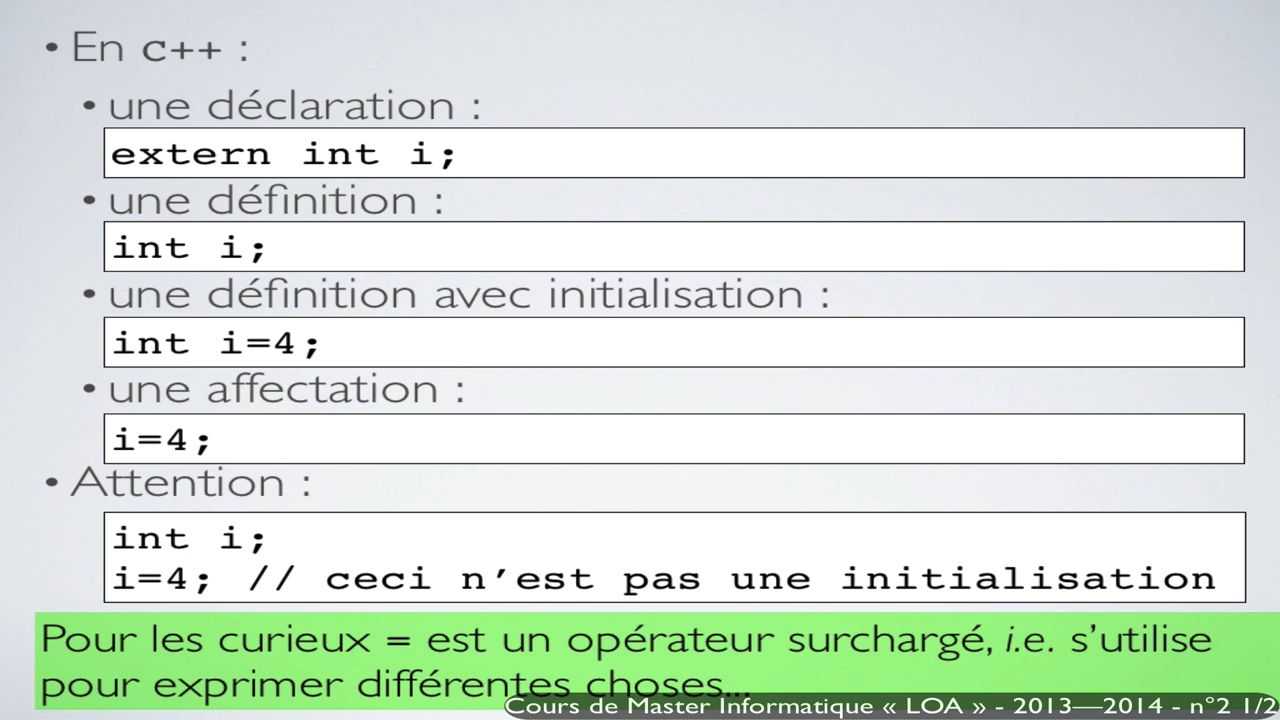 • En c++ :
• une déclaration :
extern int i;
• une définition :
int i;
• une définition avec initialisation :
int i=4;
• une affectation :
i=4;
• Attention :
int i;
i=4; // ceci n’est pas une initialisation
Pour les curieux = est un opérateur surchargé, i.e. s’utilise
pour exprimer différentes choses...
Cours de Master Informatique « LOA » - 2013—2014 - n°2 1/2